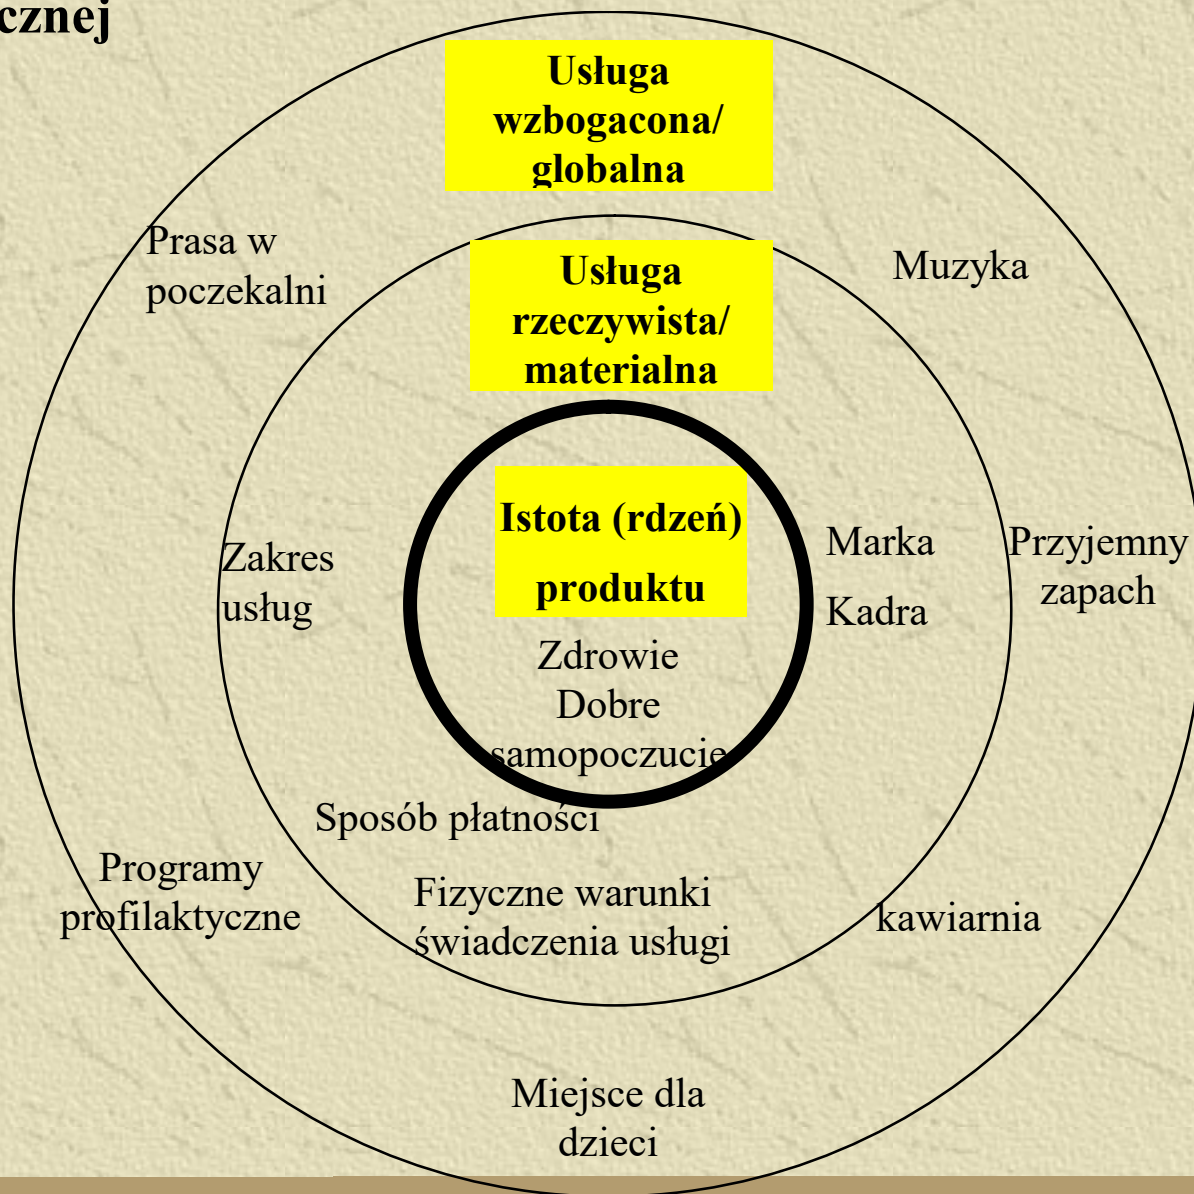 cznej
Usługa
wzbogacona/
globalna
Prasa w
poczekalni
Muzyka
Usługa
rzeczywista/
materialna
Istota (rdzeń)
produktu
Zakres
usług
Marka
Kadra
Przyjemny
zapach
Zdrowie
Dobre
samopoczucie
Sposób płatności
Programy
profilaktyczne
Fizyczne warunki
świadczenia usługi
kawiarnia
Miejsce dla
dzieci